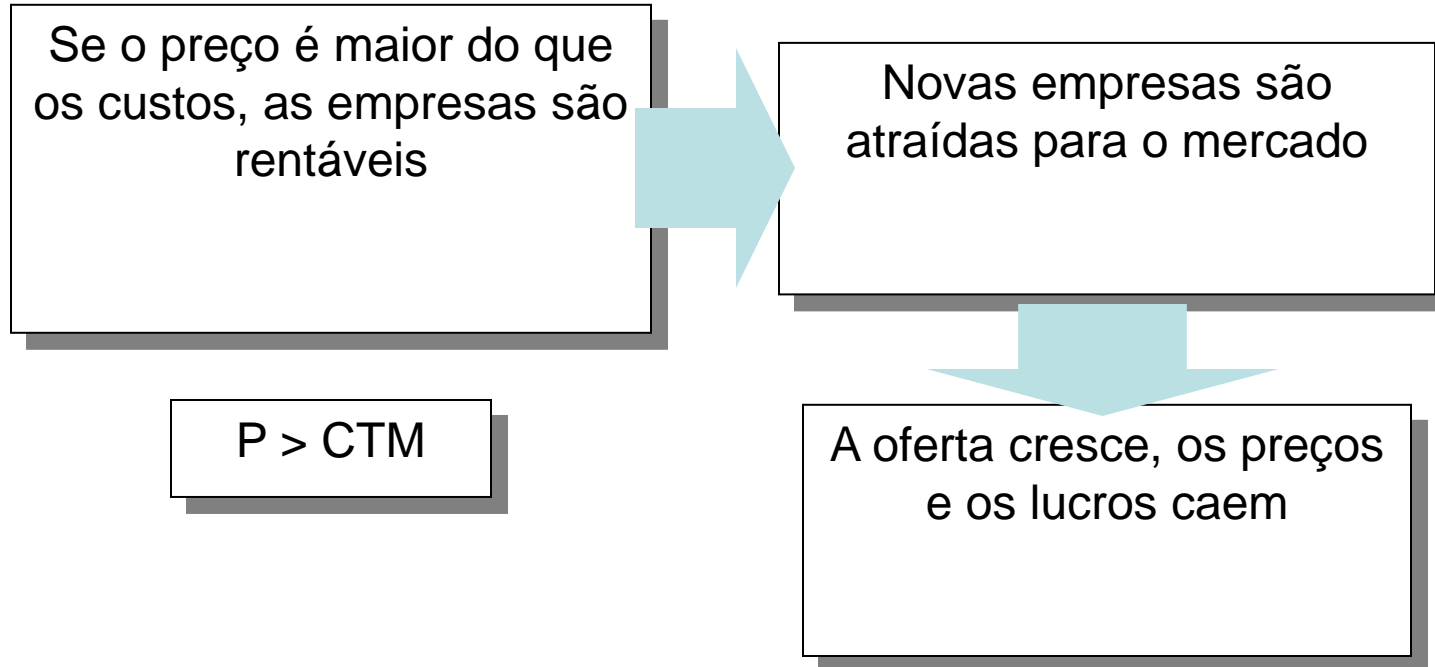 Se o preço é maior do que
os custos, as empresas são
rentáveis
Novas empresas são
atraídas para o mercado
P > CTM
A oferta cresce, os preços
e os lucros caem